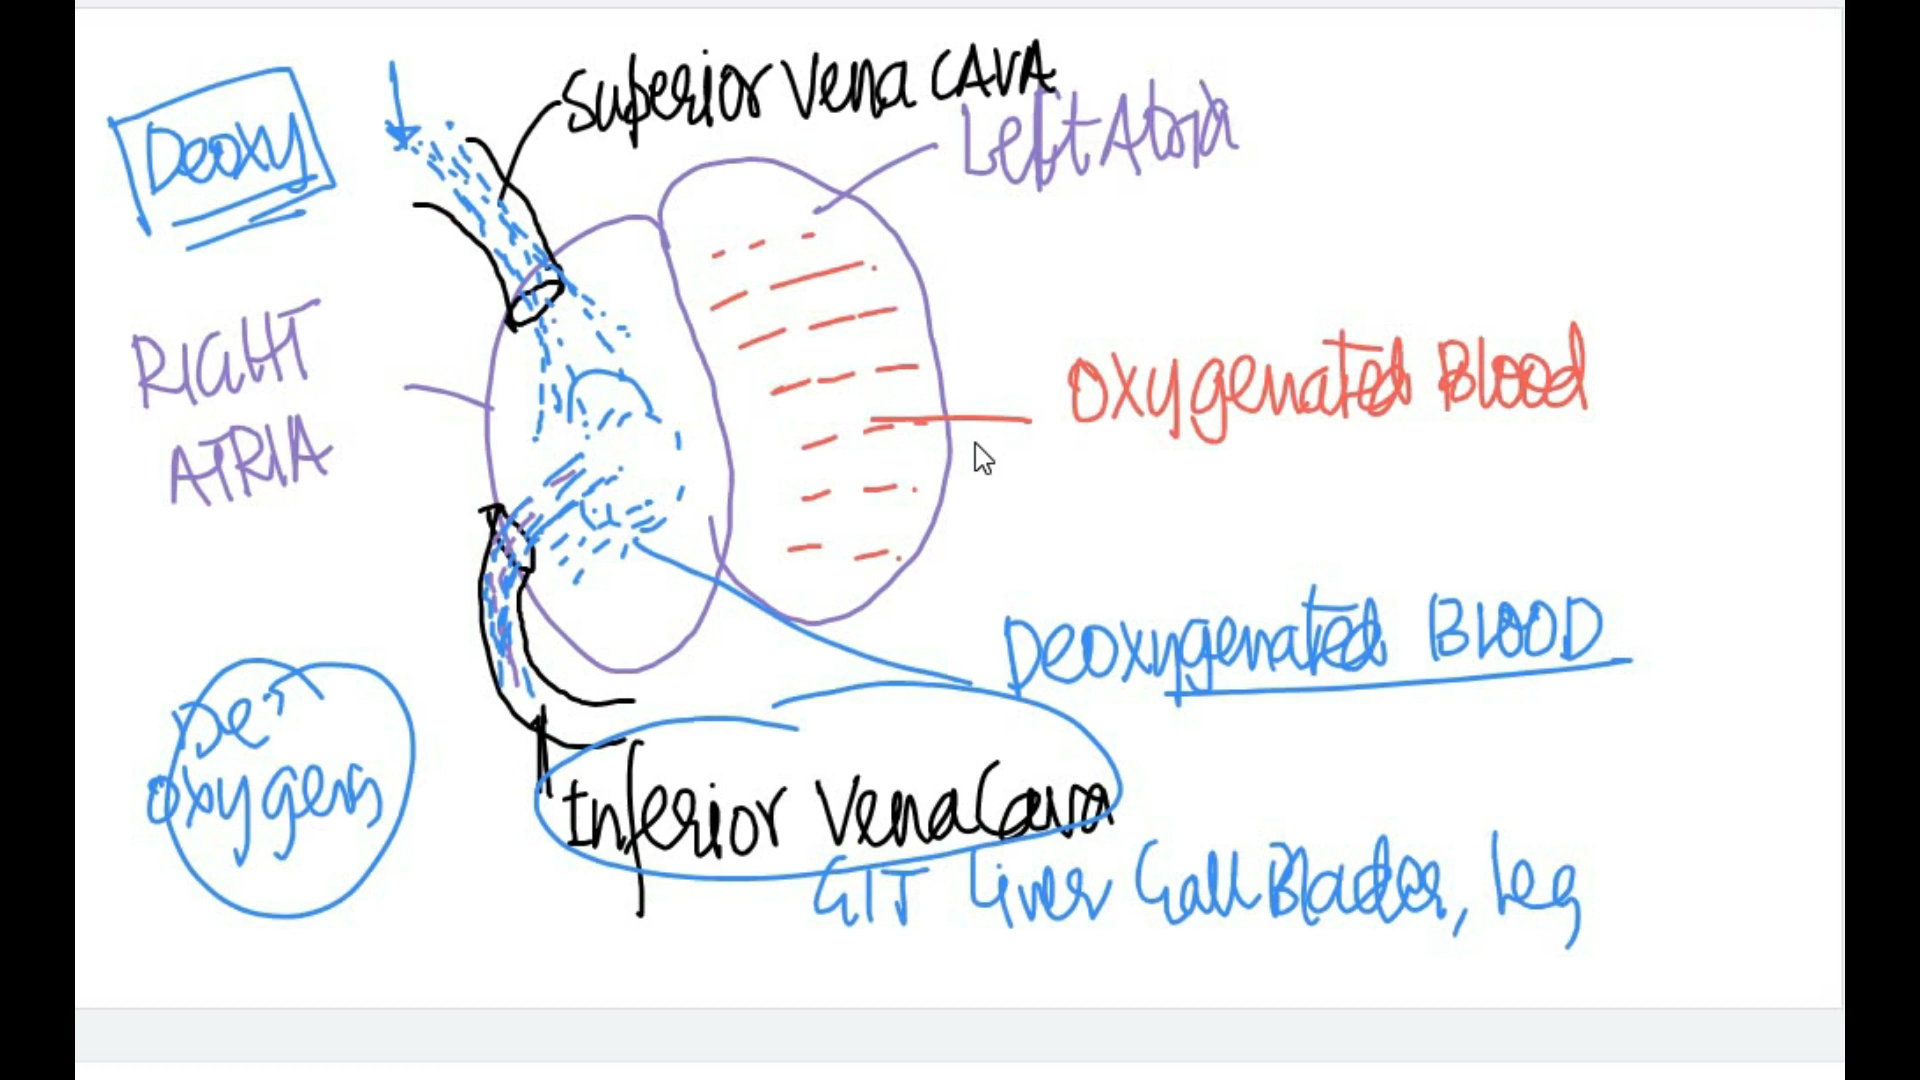 Superior Vena CAVA
Deoxy
Left Atria
RIGHT
ATRIA
Oxygenated Blood
Deoxygenated BLOOD
De
oxygens
Inferior Vena Cava
GIT Liver Gall Blader, Leg